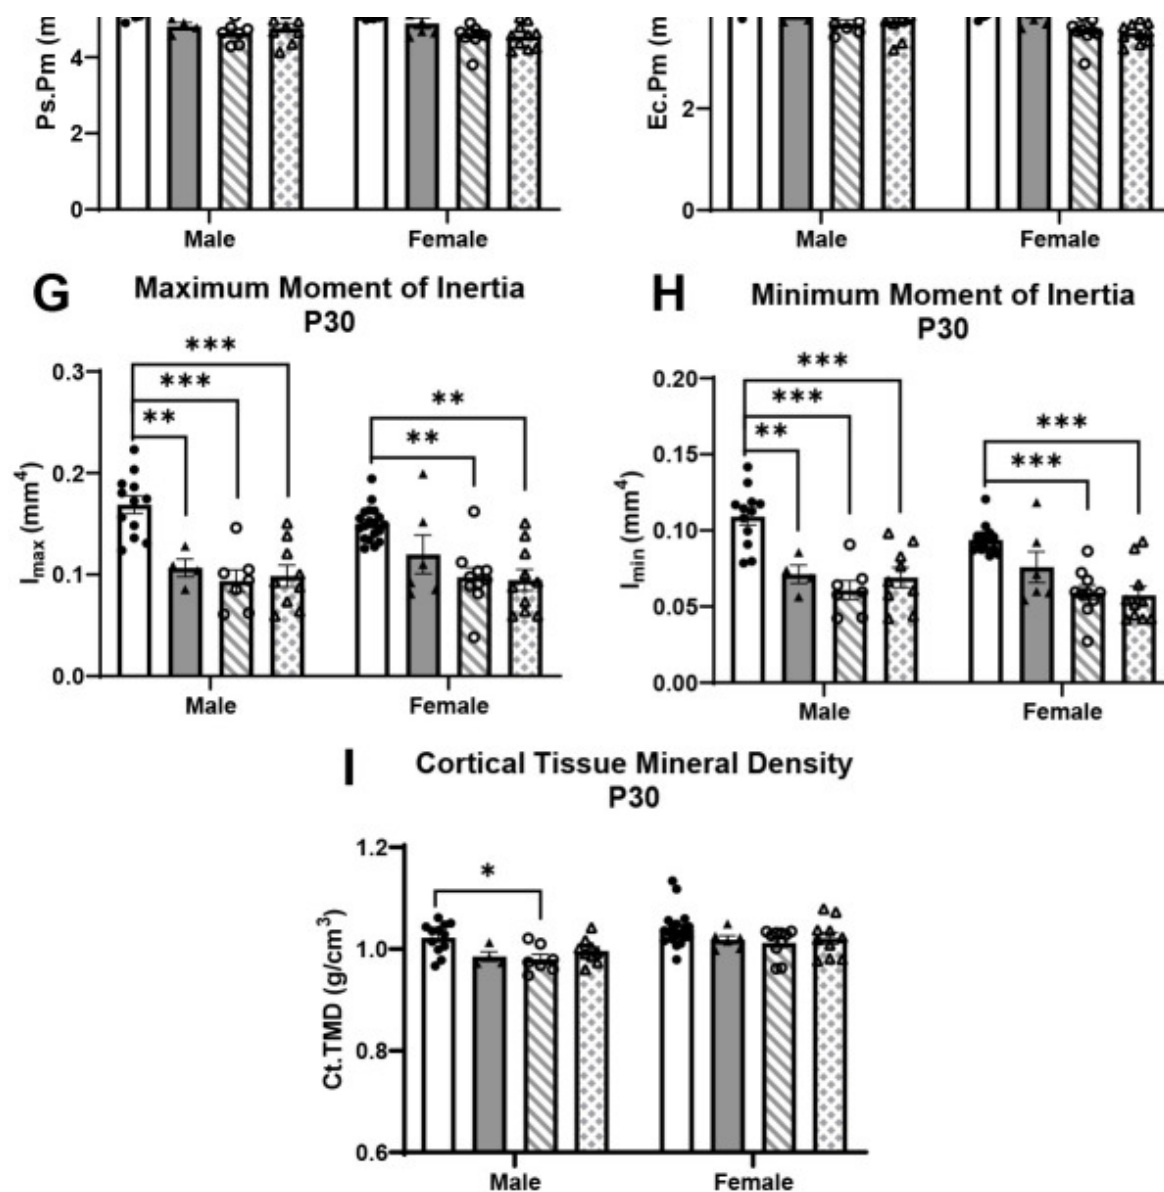 Ps.Pm (m
4
2
0
Male
Female
Ec.Pm (m
2
0
Male
Female
G
Maximum Moment of Inertia
P30
***
***
**
**
**
Imax (mm4)
0.3
0.2
0.1
0.0
Male
Female
H
Minimum Moment of Inertia
P30
***
***
**
***
***
Imin (mm4)
0.20
0.15
0.10
0.05
0.00
Male
Female
I
Cortical Tissue Mineral Density
P30
*
Ct.TMD (g/cm3)
1.2
1.0
0.8
0.6
Male
Female